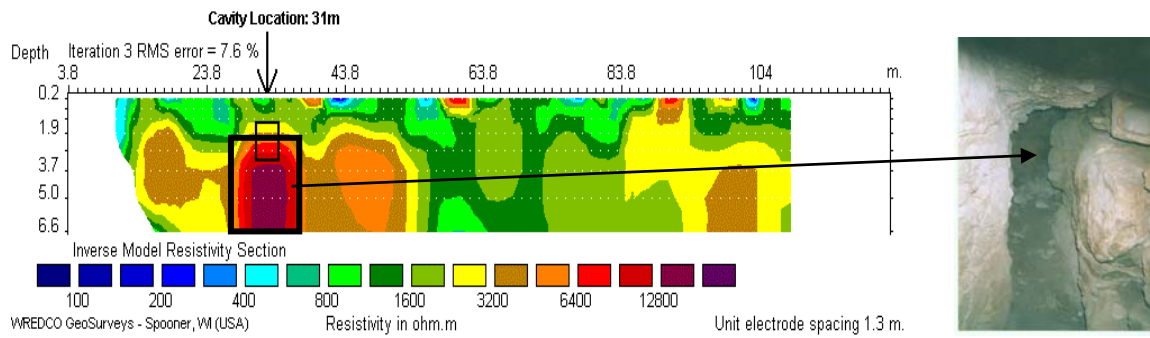 Cavity Location: 31m
Depth Iteration 3 RMS error = 7.6 %
3.8 23.8 43.8 63.8 83.8 104 m.
0.2
1.9
3.7
5.0
6.6
Inverse Model Resistivity Section
100 200 400 800 1600 3200 6400 12800
WREDCO GeoSurveys - Spooner, WI (USA) Resistivity in ohm.m Unit electrode spacing 1.3 m.